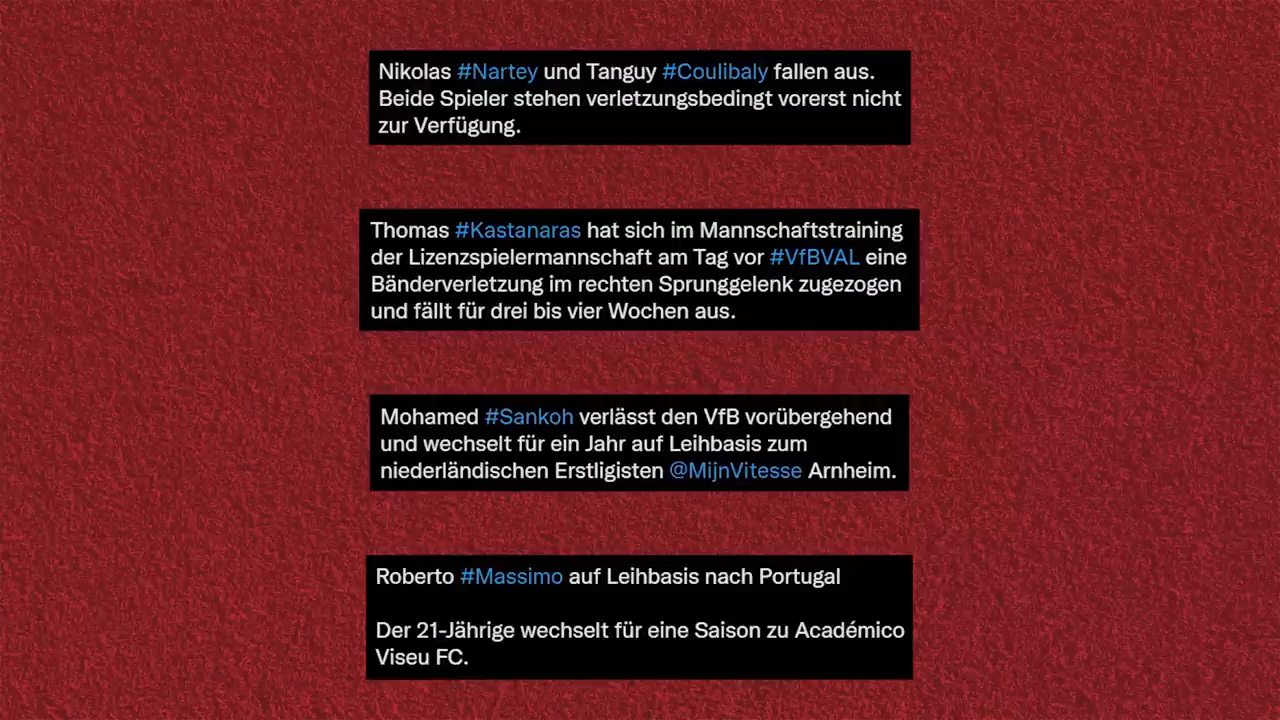 Nikolas #Nartey und Tanguy #Coulibaly fallen aus.
Beide Spieler stehen verletzungsbedingt vorerst nicht
zur Verfügung.
Thomas #Kastanaras hat sich im Mannschaftstraining
der Lizenzspielermannschaft am Tag vor #VfBVAL eine
Bänderverletzung im rechten Sprunggelenk zugezogen
und fällt für drei bis vier Wochen aus.
Mohamed #Sankoh verlässt den VfB vorübergehend
und wechselt für ein Jahr auf Leihbasis zum
niederländischen Erstligisten @MijnVitesse Arnheim.
Roberto #Massimo auf Leihbasis nach Portugal
Der 21-Jährige wechselt für eine Saison zu Académico
Viseu FC.